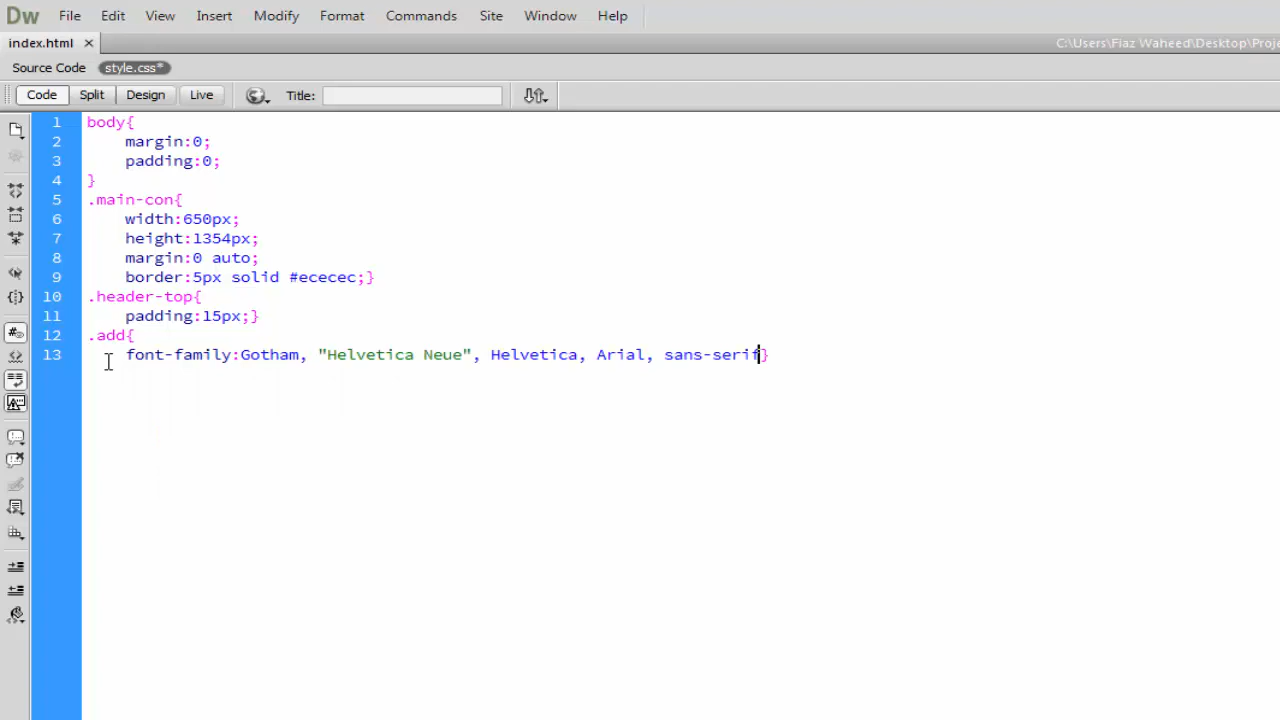 Dw File Edit View Insert Modify Format Commands Site Window Help
index.html × C:\Users\Fiaz Waheed\Desktop\Proje
Source Code style.css*
Code Split Design Live Title:
1 body{
2 margin:0;
3 padding:0;
4 }
5 .main-con{
6 width:650px;
7 height:1354px;
8 margin:0 auto;
9 border:5px solid #ececec;}
10 .header-top{
11 padding:15px;}
12 .add{
13 font-family:Gotham, "Helvetica Neue", Helvetica, Arial, sans-serif}